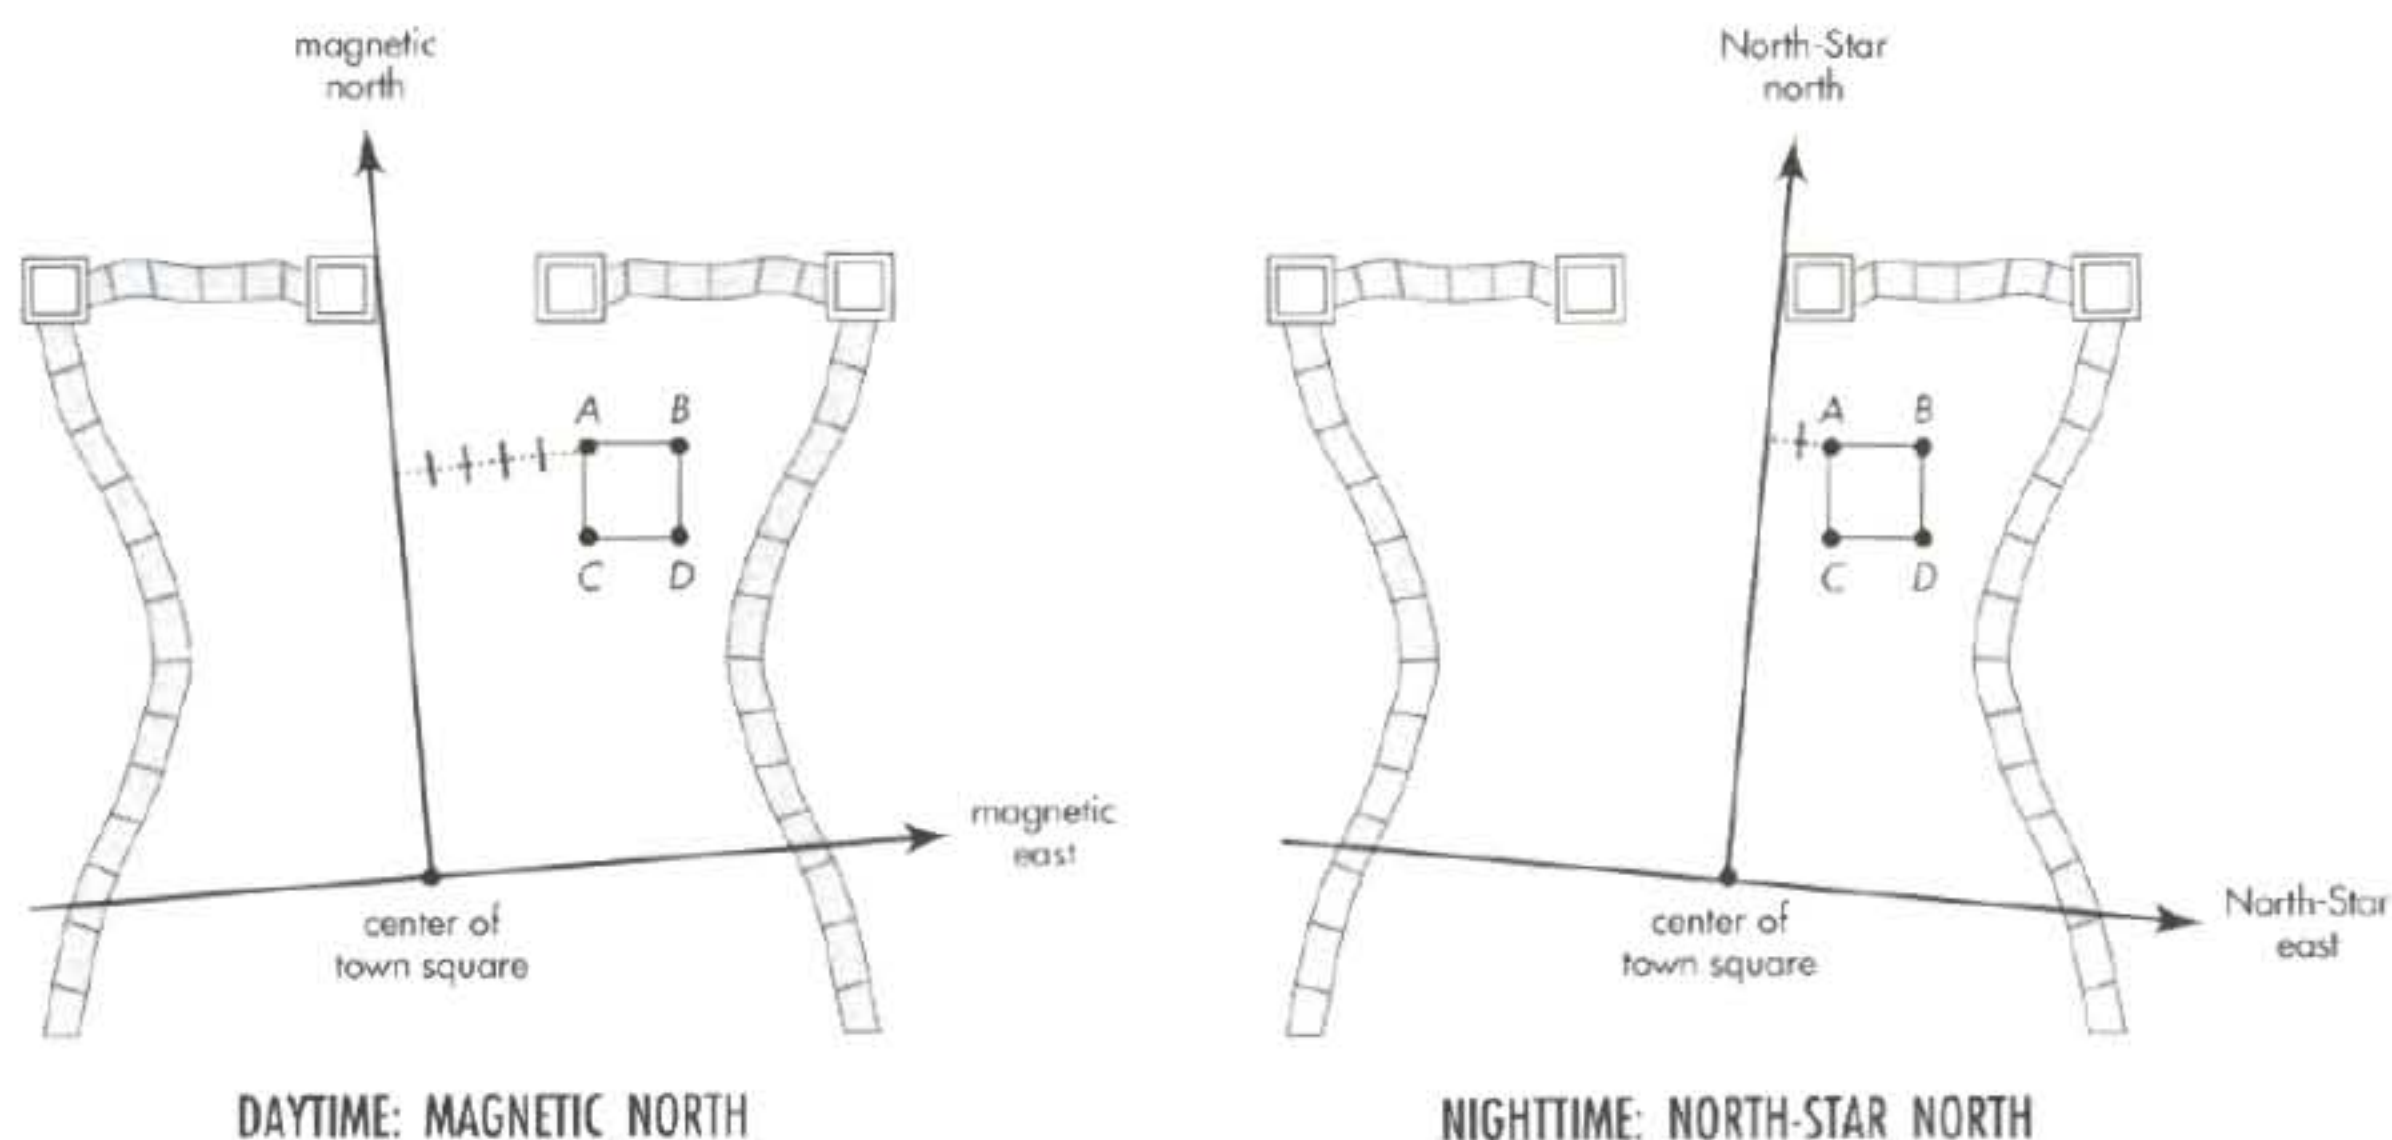 magnetic
north
A B
C D
magnetic
east
center of
town square
DAYTIME: MAGNETIC NORTH
North-Star
north
A B
C D
North-Star
east
center of
town square
NIGHTTIME: NORTH-STAR NORTH